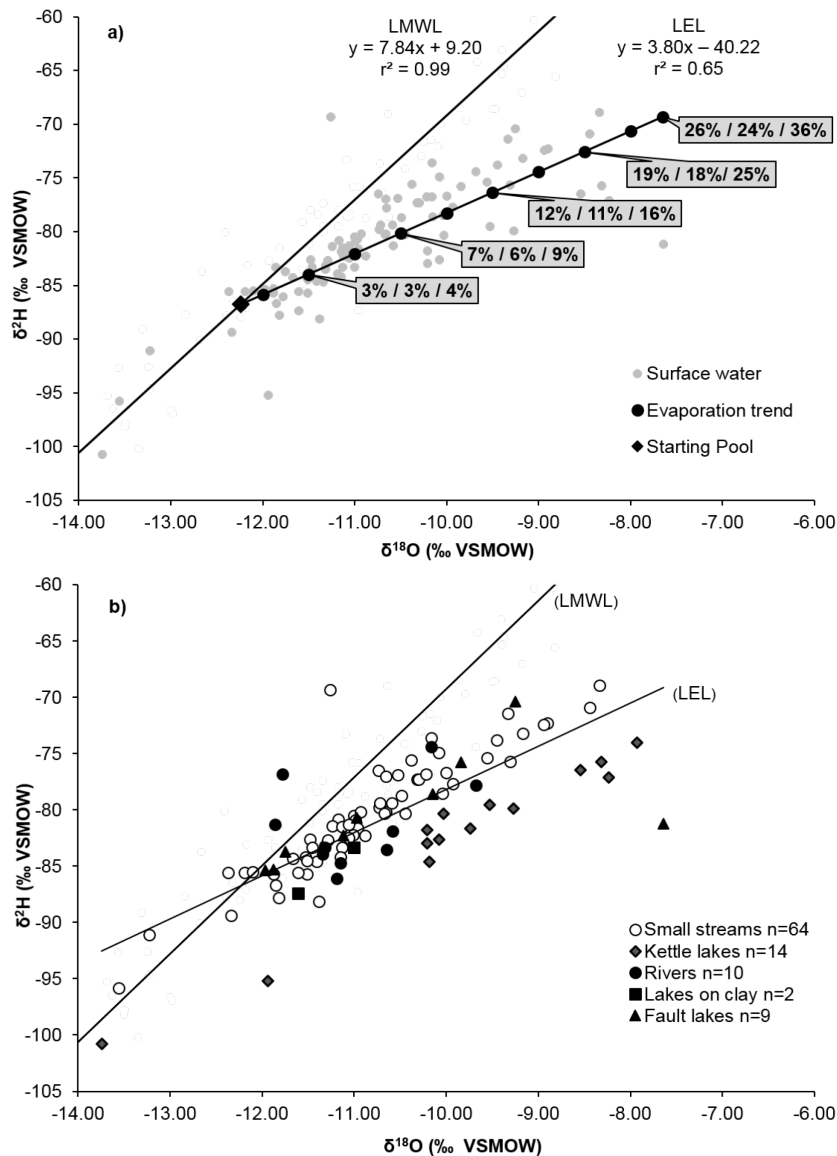 a)
LMWL
y = 7.84x + 9.20
r² = 0.99
LEL
y = 3.80x – 40.22
r² = 0.65
-60
-65
-70
-75
-80
-85
-90
-95
-100
-105
δ²H (‰ VSMOW)
26% / 24% / 36%
19% / 18%/ 25%
12% / 11% / 16%
7% / 6% / 9%
3% / 3% / 4%
Surface water
Evaporation trend
Starting Pool
-14.00 -13.00 -12.00 -11.00 -10.00 -9.00 -8.00 -7.00 -6.00
δ¹⁸O (‰ VSMOW)
b)
(LMWL)
(LEL)
-60
-65
-70
-75
-80
-85
-90
-95
-100
-105
δ²H (‰ VSMOW)
Small streams n=64
Kettle lakes n=14
Rivers n=10
Lakes on clay n=2
Fault lakes n=9
-14.00 -13.00 -12.00 -11.00 -10.00 -9.00 -8.00 -7.00 -6.00
δ¹⁸O (‰ VSMOW)